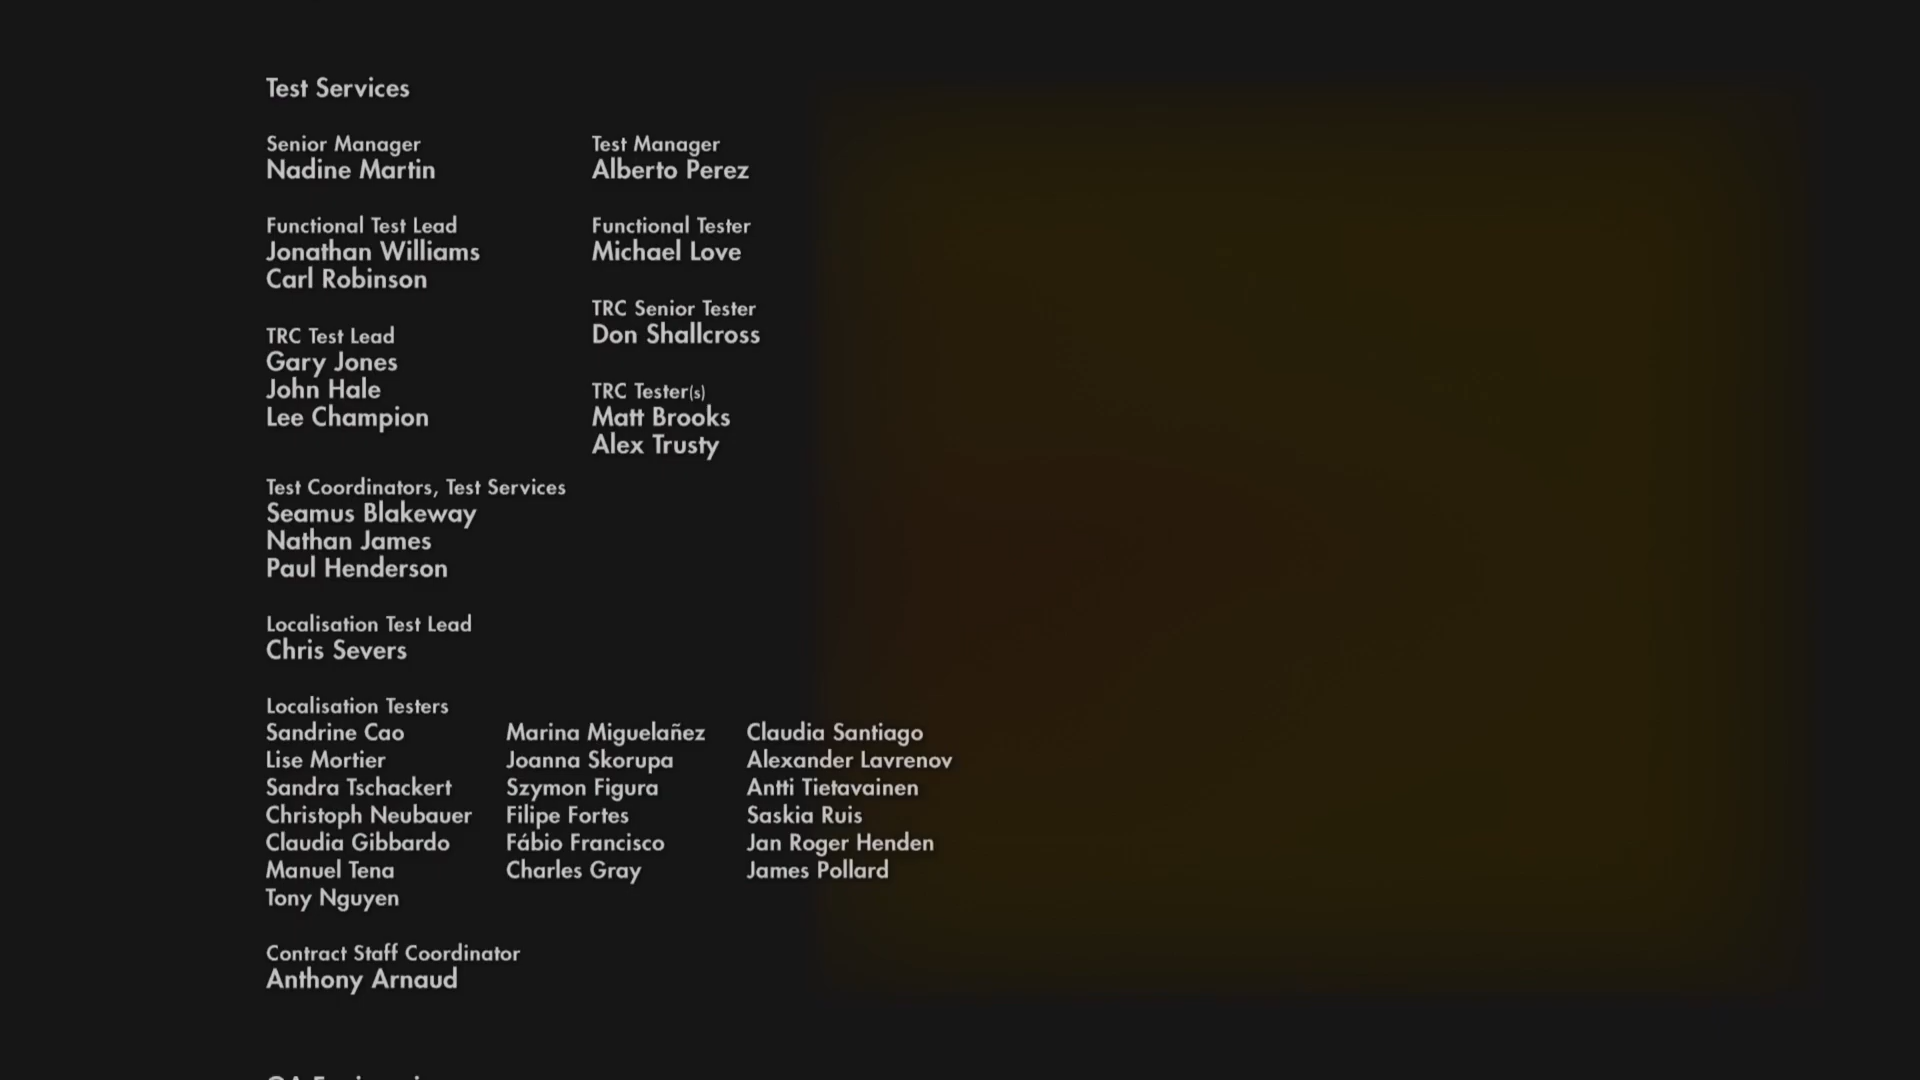 Test Services
Senior Manager
Nadine Martin
Test Manager
Alberto Perez
Functional Test Lead
Jonathan Williams
Carl Robinson
Functional Tester
Michael Love
TRC Senior Tester
Don Shallcross
TRC Test Lead
Gary Jones
John Hale
Lee Champion
TRC Tester(s)
Matt Brooks
Alex Trusty
Test Coordinators, Test Services
Seamus Blakeway
Nathan James
Paul Henderson
Localisation Test Lead
Chris Severs
Localisation Testers
Sandrine Cao
Lise Mortier
Sandra Tschackert
Christoph Neubauer
Claudia Gibbardo
Manuel Tena
Tony Nguyen
Marina Miguelañez
Joanna Skorupa
Szymon Figura
Filipe Fortes
Fábio Francisco
Charles Gray
Claudia Santiago
Alexander Lavrenov
Antti Tietavainen
Saskia Ruis
Jan Roger Henden
James Pollard
Contract Staff Coordinator
Anthony Arnaud